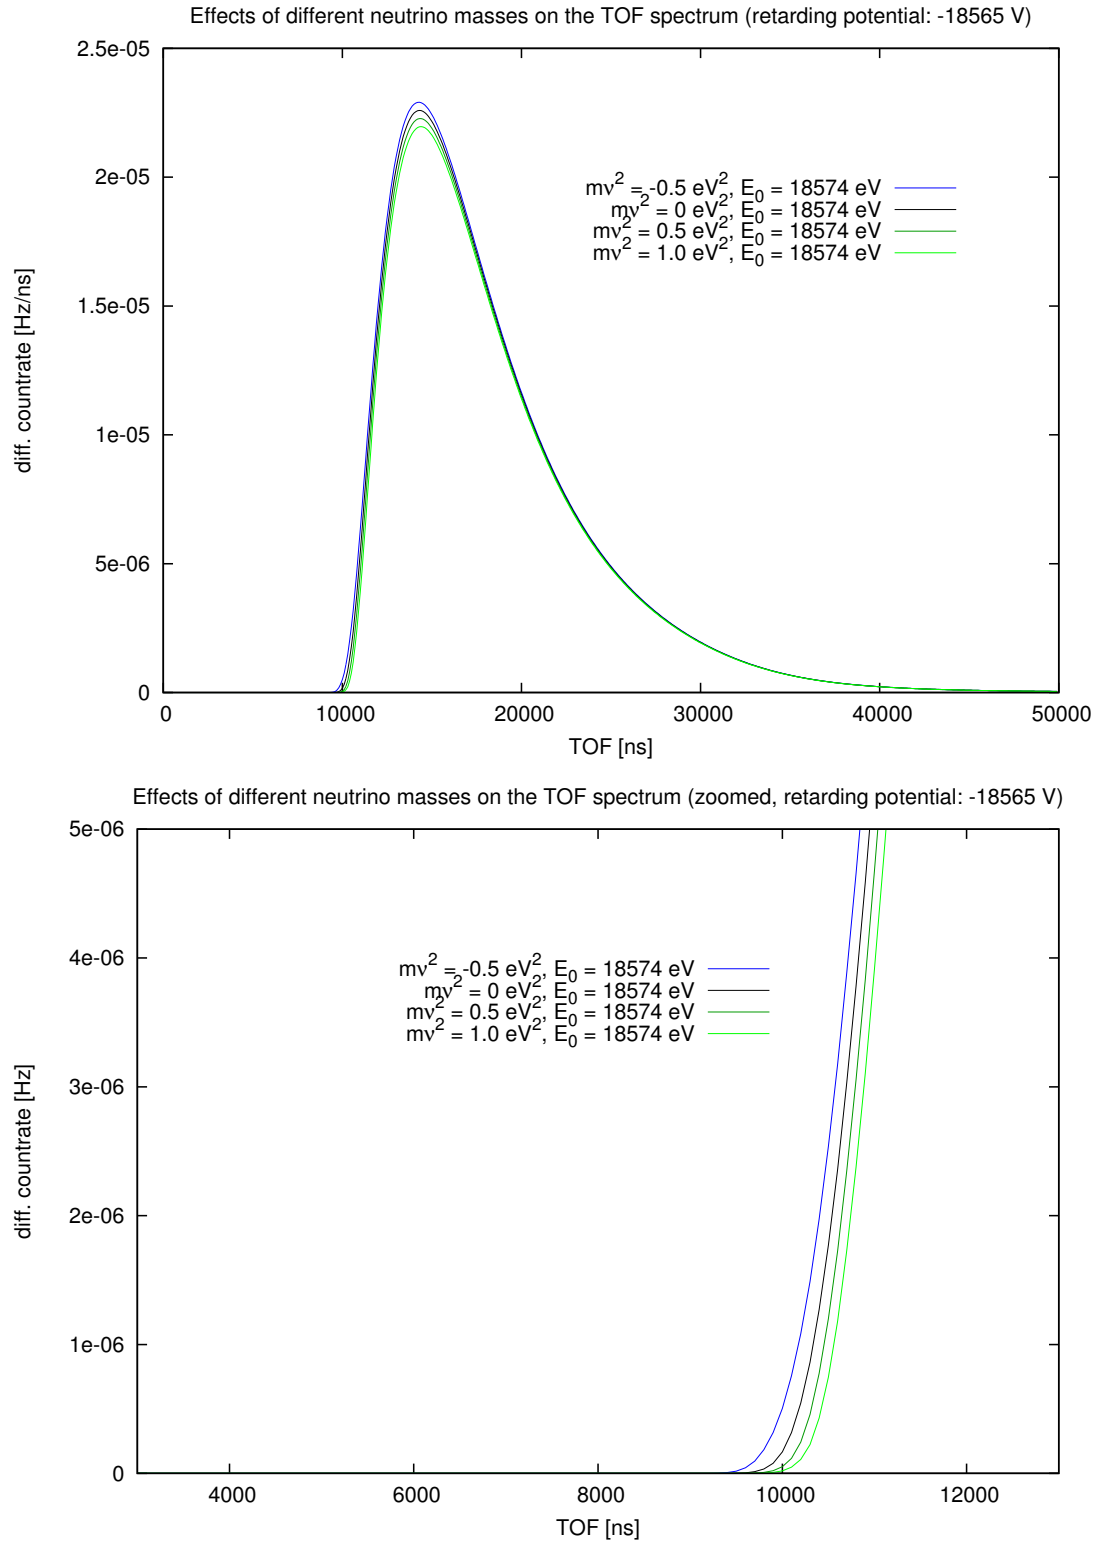 Effects of different neutrino masses on the TOF spectrum (retarding potential: -18565 V)
2.5e-05
2e-05
1.5e-05
1e-05
5e-06
0
diff. countrate [Hz/ns]
mν² = -0.5 eV², E₀ = 18574 eV
mν² = 0 eV², E₀ = 18574 eV
mν² = 0.5 eV², E₀ = 18574 eV
mν² = 1.0 eV², E₀ = 18574 eV
0 10000 20000 30000 40000 50000
TOF [ns]
Effects of different neutrino masses on the TOF spectrum (zoomed, retarding potential: -18565 V)
5e-06
4e-06
3e-06
2e-06
1e-06
0
diff. countrate [Hz]
mν² = -0.5 eV², E₀ = 18574 eV
mν² = 0 eV², E₀ = 18574 eV
mν² = 0.5 eV², E₀ = 18574 eV
mν² = 1.0 eV², E₀ = 18574 eV
4000 6000 8000 10000 12000
TOF [ns]